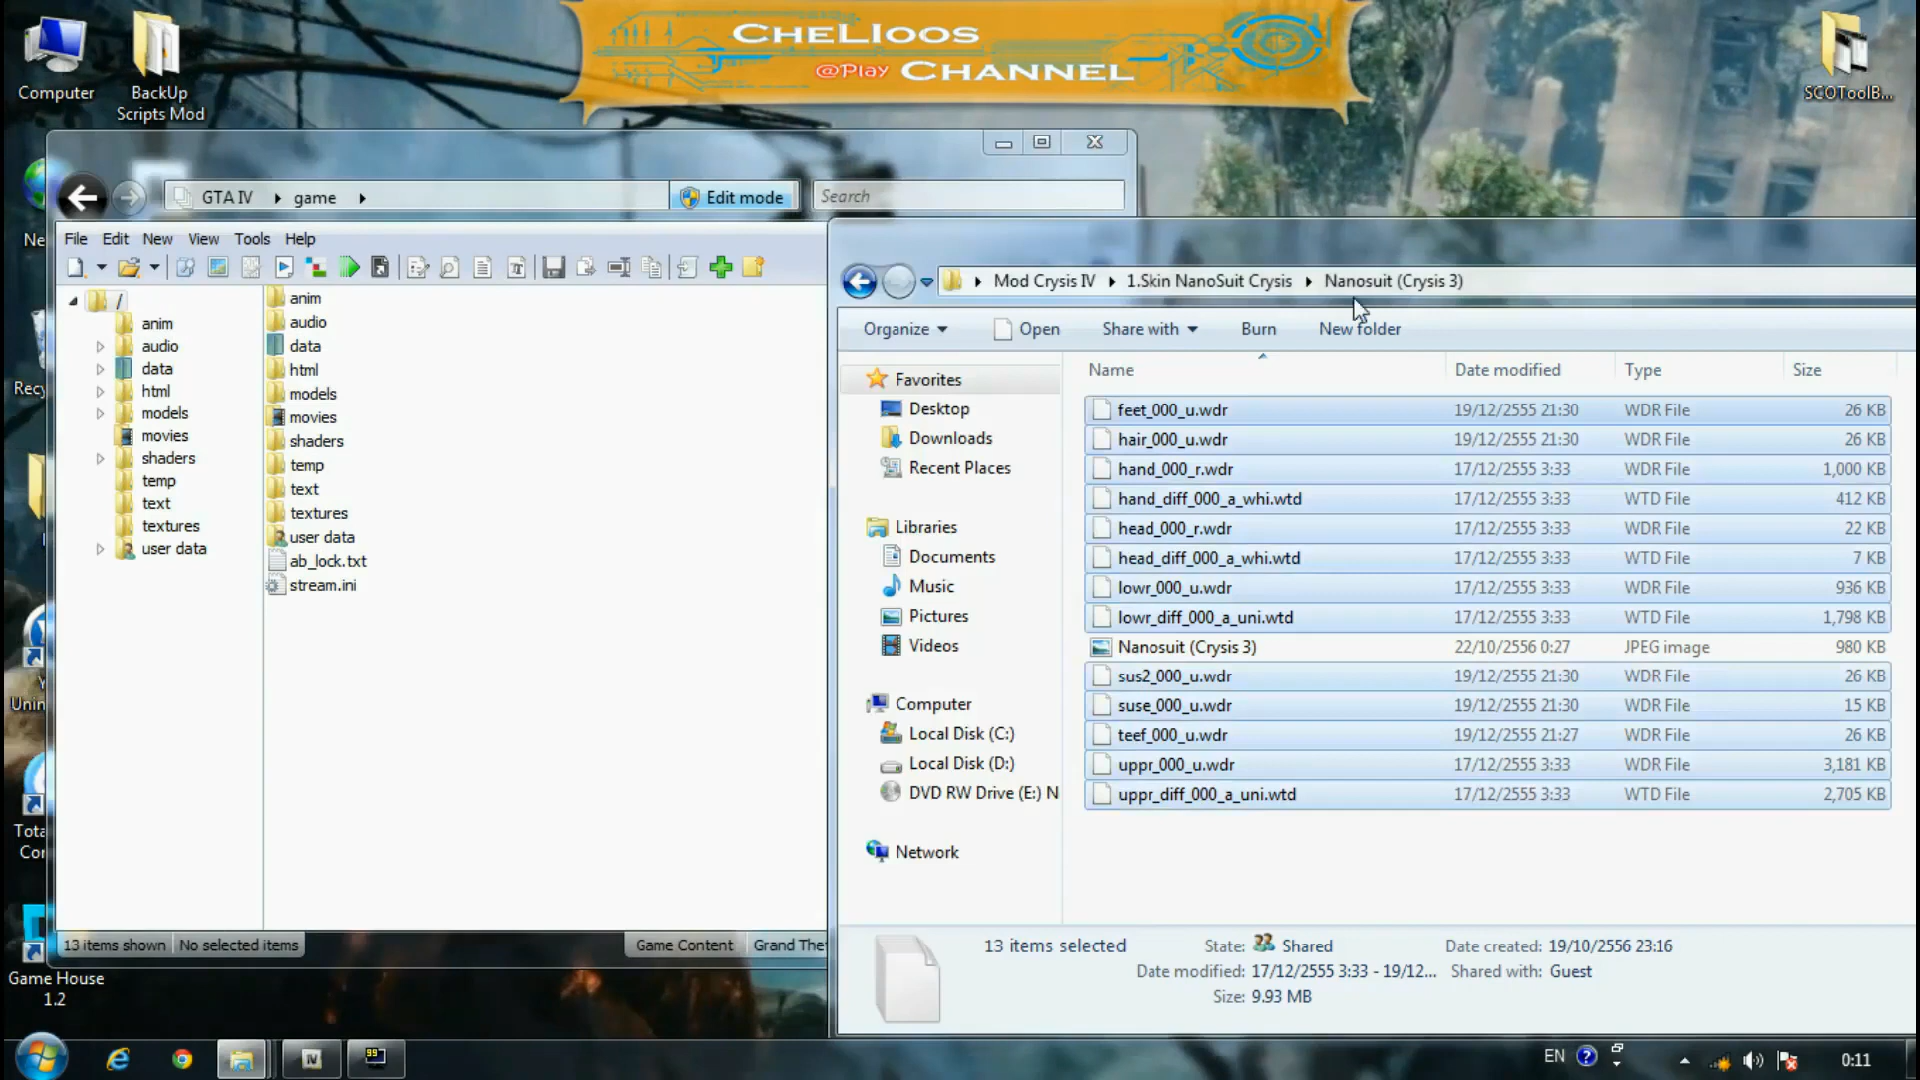 CHELIOOS
@Play CHANNEL
Computer
BackUp
Scripts Mod
SCOToolB...
GTA IV
game
Edit mode
Search
Ne
File Edit New View Tools Help
/
anim
audio
data
html
models
movies
shaders
temp
text
textures
user data
anim
audio
data
html
models
movies
shaders
temp
text
textures
user data
ab_lock.txt
stream.ini
13 items shown
No selected items
Game Content
Grand The
Recy
Unin
Tota
Cor
Game House
1.2
Mod Crysis IV
1.Skin NanoSuit Crysis
Nanosuit (Crysis 3)
Organize
Open
Share with
Burn
New folder
Favorites
Desktop
Downloads
Recent Places
Libraries
Documents
Music
Pictures
Videos
Computer
Local Disk (C:)
Local Disk (D:)
DVD RW Drive (E:) N
Network
Name Date modified Type Size
feet_000_u.wdr 19/12/2555 21:30 WDR File 26 KB
hair_000_u.wdr 19/12/2555 21:30 WDR File 26 KB
hand_000_r.wdr 17/12/2555 3:33 WDR File 1,000 KB
hand_diff_000_a_whi.wtd 17/12/2555 3:33 WTD File 412 KB
head_000_r.wdr 17/12/2555 3:33 WDR File 22 KB
head_diff_000_a_whi.wtd 17/12/2555 3:33 WTD File 7 KB
lowr_000_u.wdr 17/12/2555 3:33 WDR File 936 KB
lowr_diff_000_a_uni.wtd 17/12/2555 3:33 WTD File 1,798 KB
Nanosuit (Crysis 3) 22/10/2556 0:27 JPEG image 980 KB
sus2_000_u.wdr 19/12/2555 21:30 WDR File 26 KB
suse_000_u.wdr 19/12/2555 21:30 WDR File 15 KB
teef_000_u.wdr 19/12/2555 21:27 WDR File 26 KB
uppr_000_u.wdr 17/12/2555 3:33 WDR File 3,181 KB
uppr_diff_000_a_uni.wtd 17/12/2555 3:33 WTD File 2,705 KB
13 items selected
State: Shared
Date modified: 17/12/2555 3:33 - 19/12...
Size: 9.93 MB
Date created: 19/10/2556 23:16
Shared with: Guest
IV
99
EN
0:11